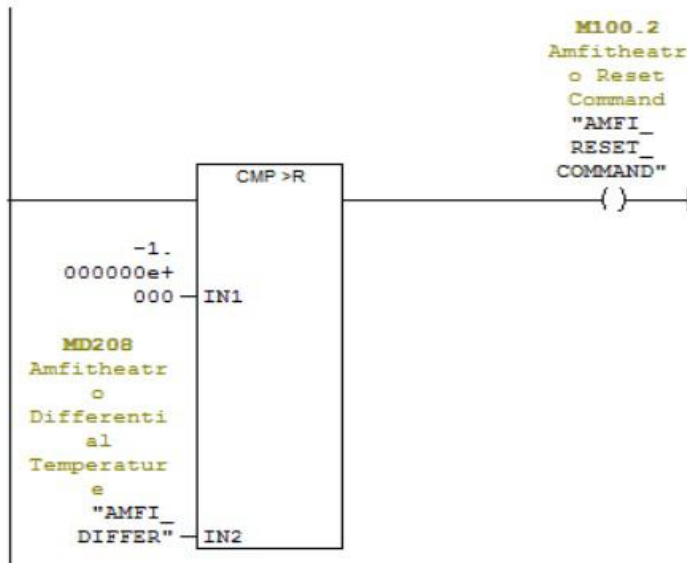 M100.2
Amfitheatr
o Reset
Command
"AMFI_
RESET_
COMMAND"
( )
CMP >R
-1.
000000e+
000
IN1
MD208
Amfitheatr
o
Differenti
al
Temperatur
e
"AMFI_
DIFFER"
IN2